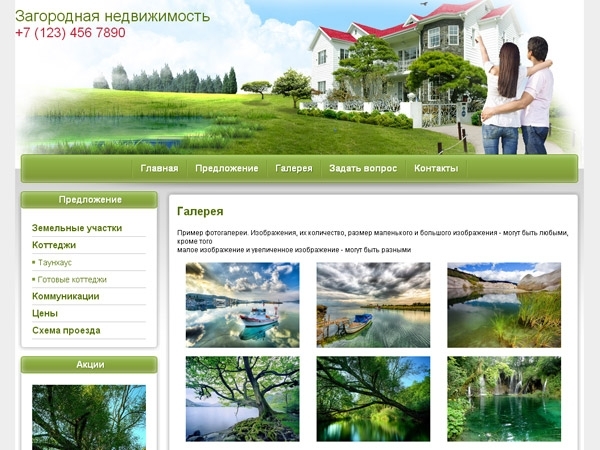 Загородная недвижимость
+7 (123) 456 7890
Главная Предложение Галерея Задать вопрос Контакты
Предложение
Земельные участки
Коттеджи
Таунхаус
Готовые коттеджи
Коммуникации
Цены
Схема проезда
Акции
Галерея
Пример фотогалереи. Изображения, их количество, размер маленького и большого изображения - могут быть любыми,
кроме того
малое изображение и увеличенное изображение - могут быть разными